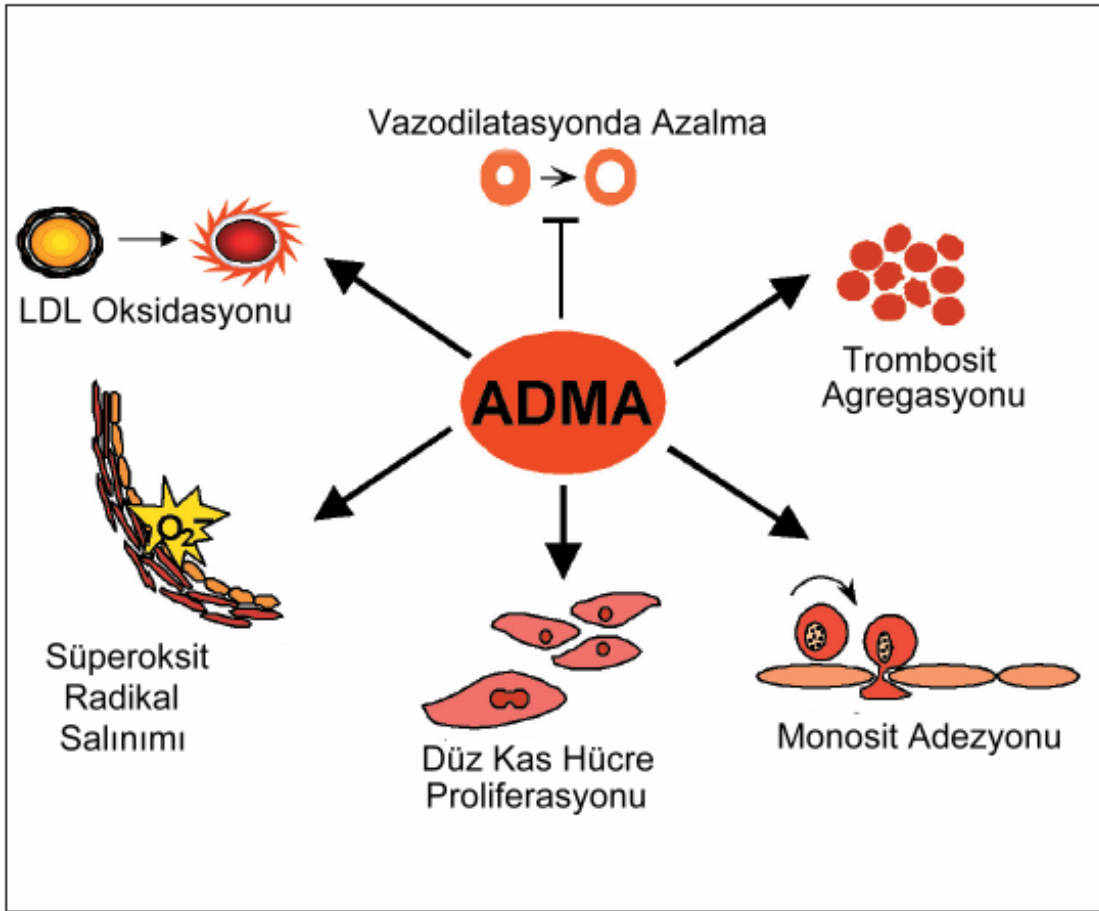 Vazodilatasyonda Azalma
LDL Oksidasyonu
Trombosit
Agregasyonu
ADMA
O₂⁻
Süperoksit
Radikal
Salınımı
Düz Kas Hücre
Proliferasyonu
Monosit Adezyonu